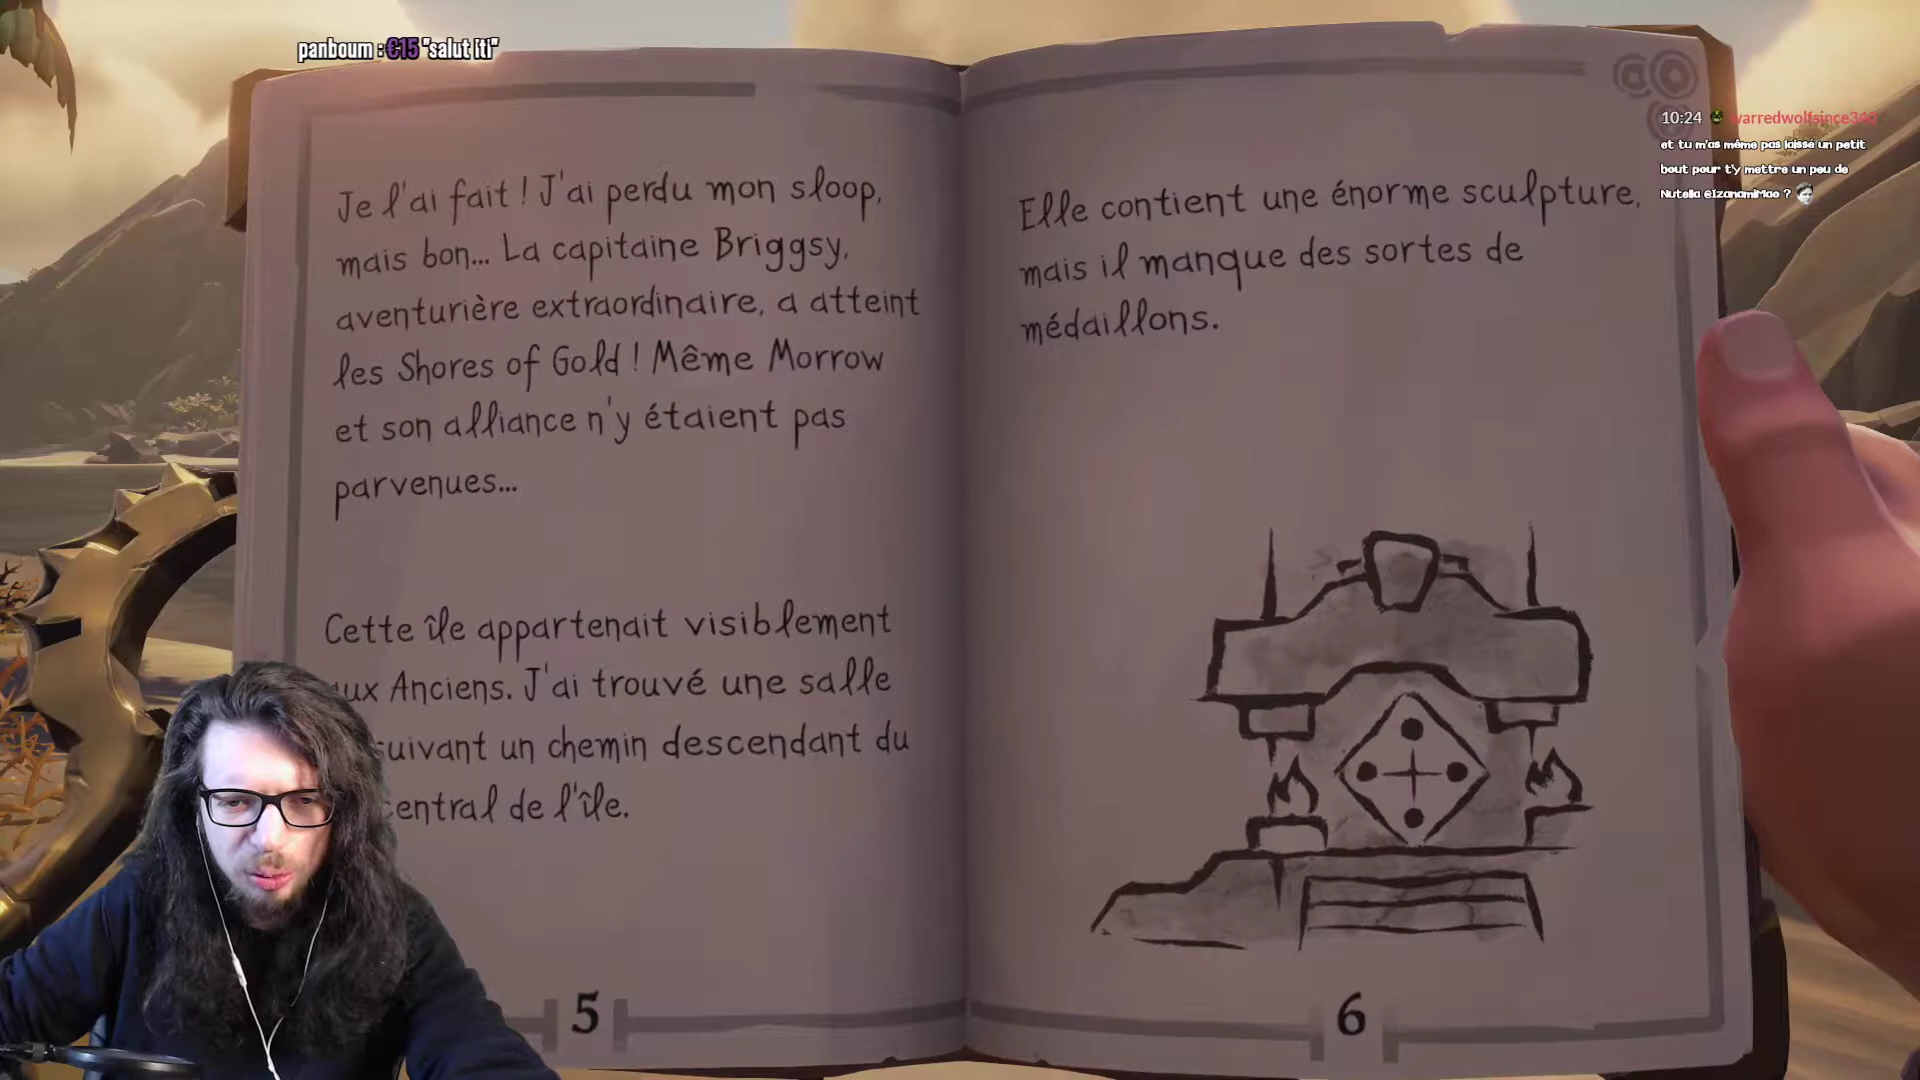 panboum : €15 "salut iti"
10:24 yarredwolfsince340
et tu m'as même pas laissé un petit
bout pour t'y mettre un peu de
Nutella @IzanamiMao ?
Je l'ai fait ! J'ai perdu mon sloop,
mais bon... La capitaine Briggsy,
aventurière extraordinaire, a atteint
les Shores of Gold ! Même Morrow
et son alliance n'y étaient pas
parvenues...
Cette île appartenait visiblement
aux Anciens. J'ai trouvé une salle
suivant un chemin descendant du
central de l'île.
5
Elle contient une énorme sculpture,
mais il manque des sortes de
médaillons.
6